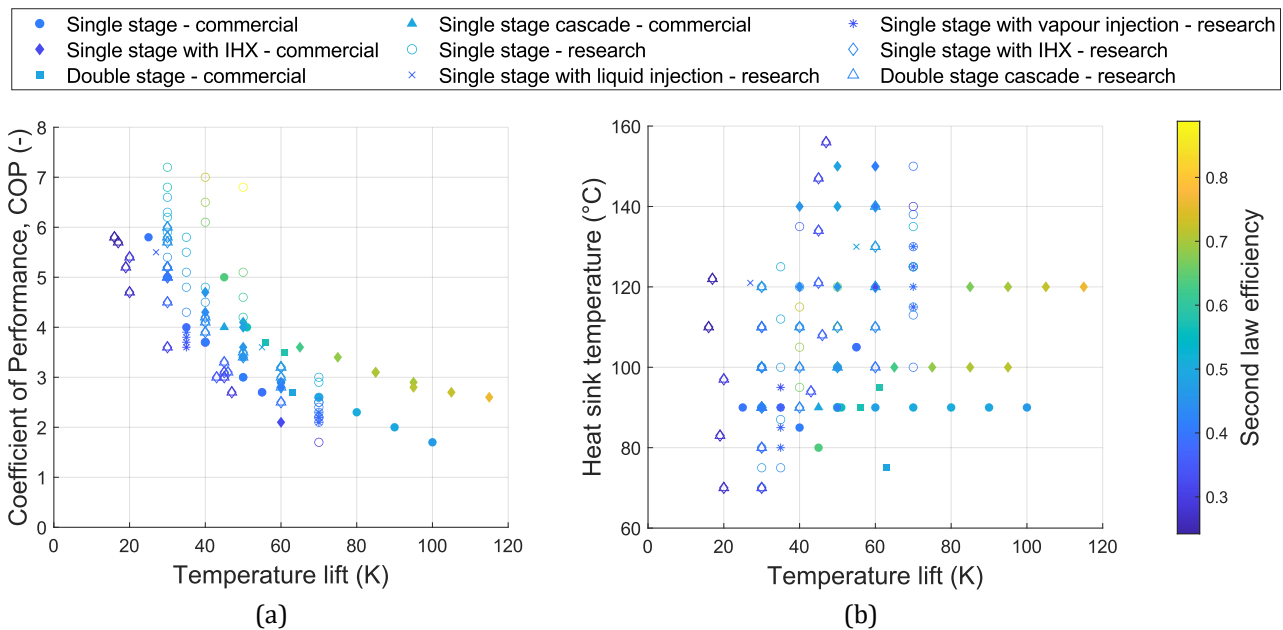 Single stage - commercial
Single stage cascade - commercial
Single stage with vapour injection - research
Single stage with IHX - commercial
Single stage - research
Single stage with IHX - research
Double stage - commercial
Single stage with liquid injection - research
Double stage cascade - research
Coefficient of Performance, COP (-)
8
7
6
5
4
3
2
1
0
0 20 40 60 80 100 120
Temperature lift (K)
(a)
Heat sink temperature (°C)
160
140
120
100
80
60
0 20 40 60 80 100 120
Temperature lift (K)
(b)
0.8
0.7
0.6
0.5
0.4
0.3
Second law efficiency